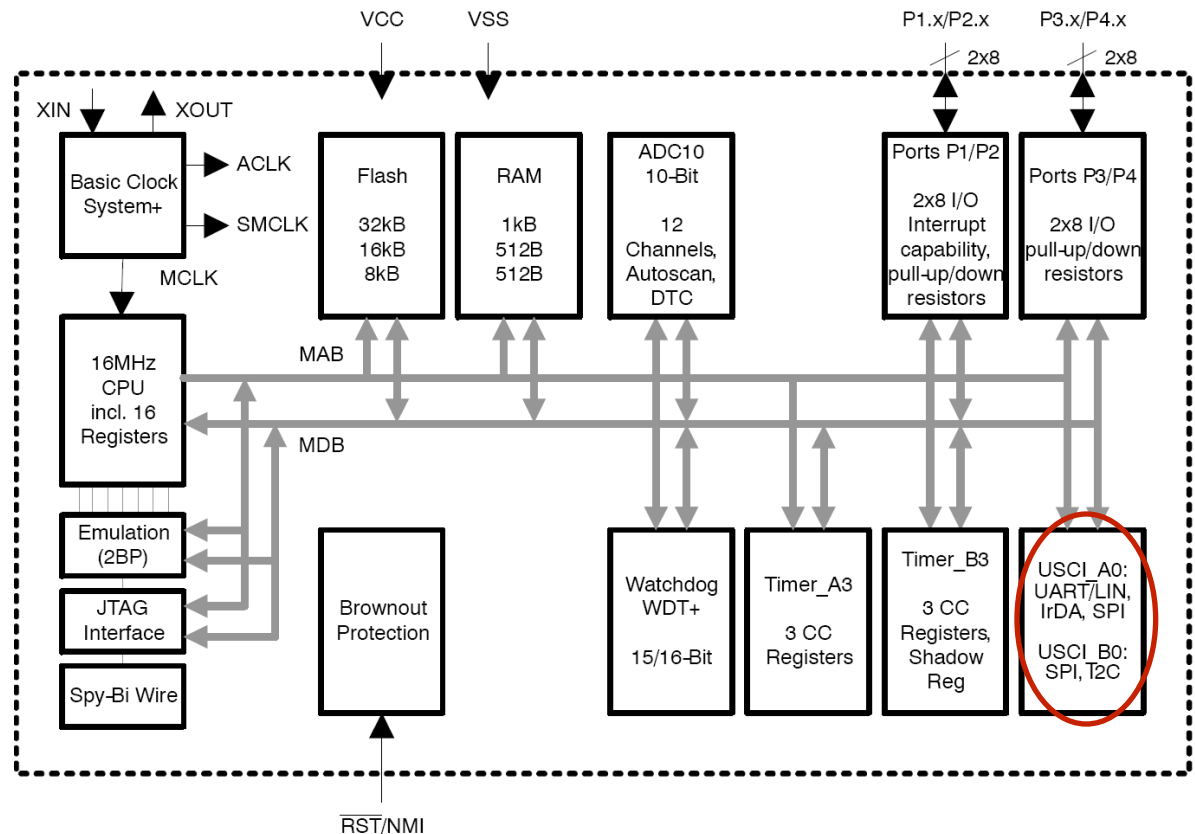 VCC
VSS
P1.x/P2.x
P3.x/P4.x
2x8
2x8
XIN
XOUT
Basic Clock
System+
ACLK
SMCLK
MCLK
Flash
32kB
16kB
8kB
RAM
1kB
512B
512B
ADC10
10-Bit
12
Channels,
Autoscan,
DTC
Ports P1/P2
2x8 I/O
Interrupt
capability,
pull-up/down
resistors
Ports P3/P4
2x8 I/O
pull-up/down
resistors
16MHz
CPU
incl. 16
Registers
MAB
MDB
Emulation
(2BP)
JTAG
Interface
Spy-Bi Wire
Brownout
Protection
Watchdog
WDT+
15/16-Bit
Timer_A3
3 CC
Registers
Timer_B3
3 CC
Registers,
Shadow
Reg
USCI_A0:
UART/LIN,
IrDA, SPI
USCI_B0:
SPI, I2C
RST/NMI